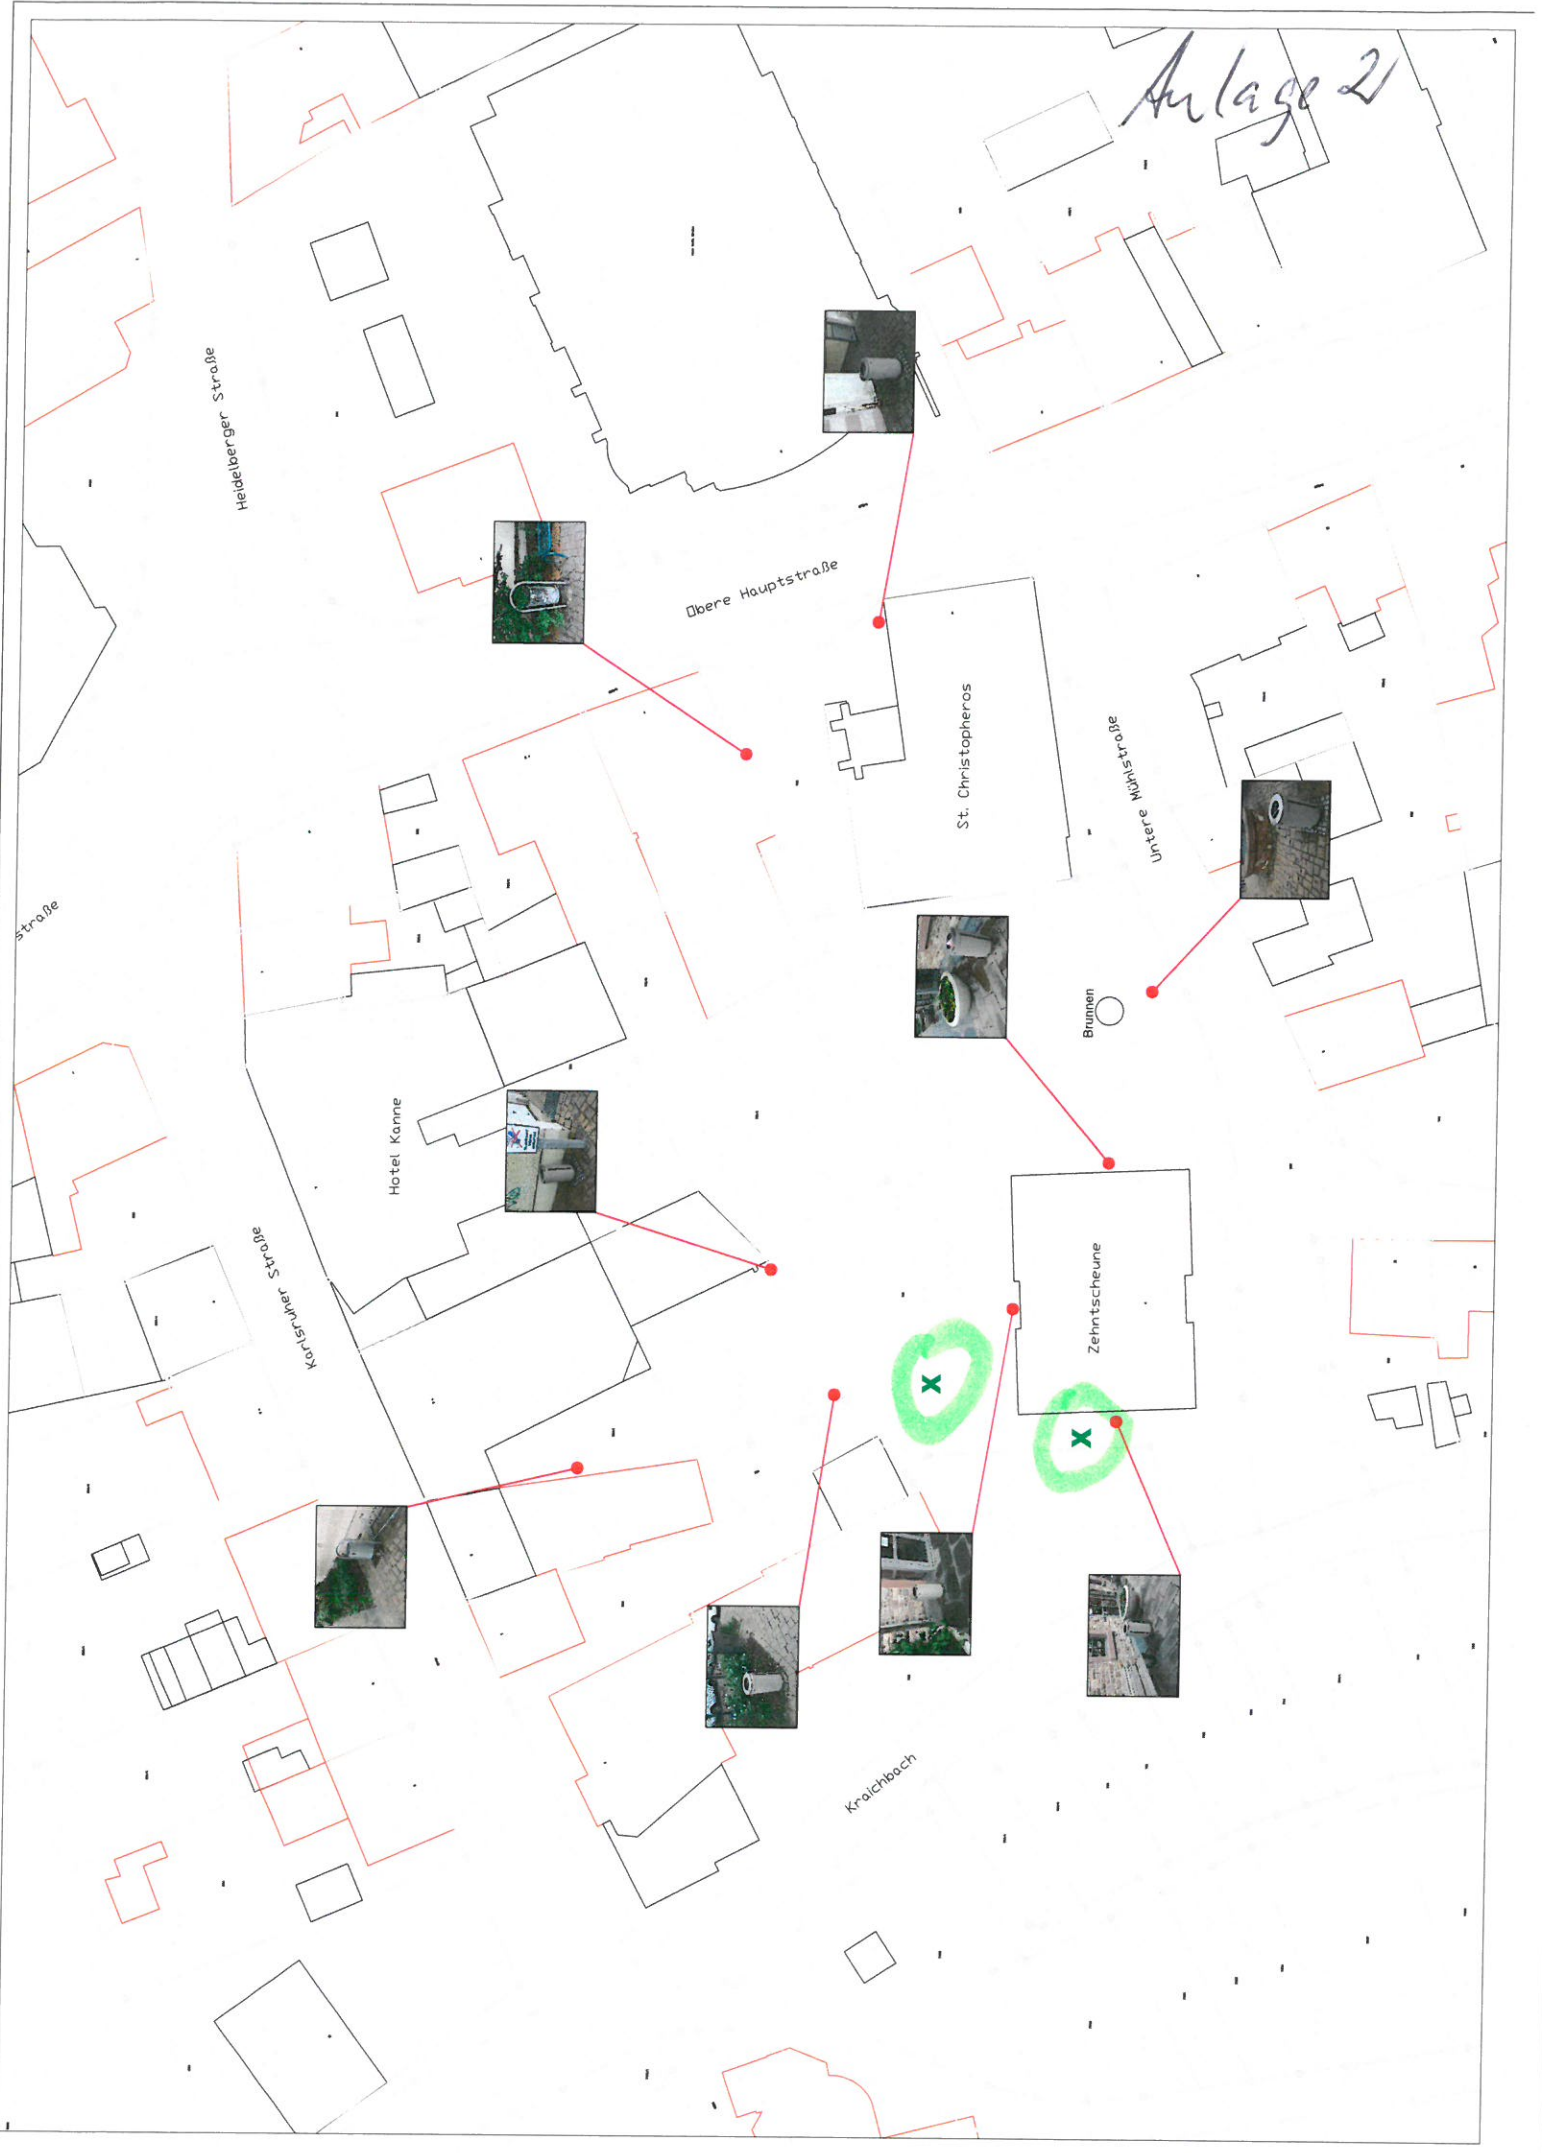 Anlage 2
Heidelberger Straße
Obere Hauptstraße
St. Christopheros
Untere Mühlstraße
straße
Brunnen
Hotel Kanne
Karlsruher Straße
Zehntscheune
x
x
Kraichbach